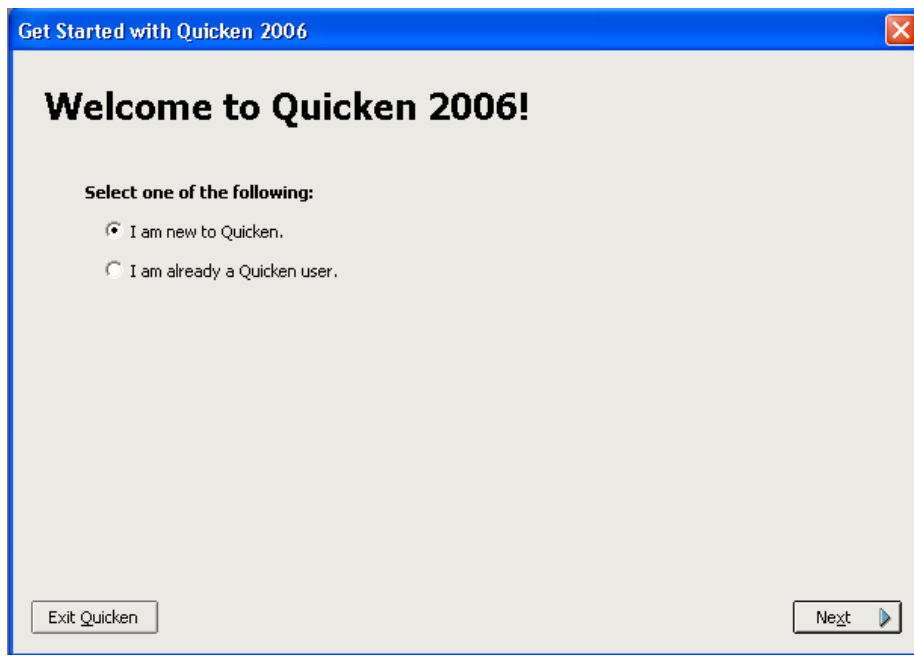 Get Started with Quicken 2006
Welcome to Quicken 2006!
Select one of the following:
I am new to Quicken.
I am already a Quicken user.
Exit Quicken
Next